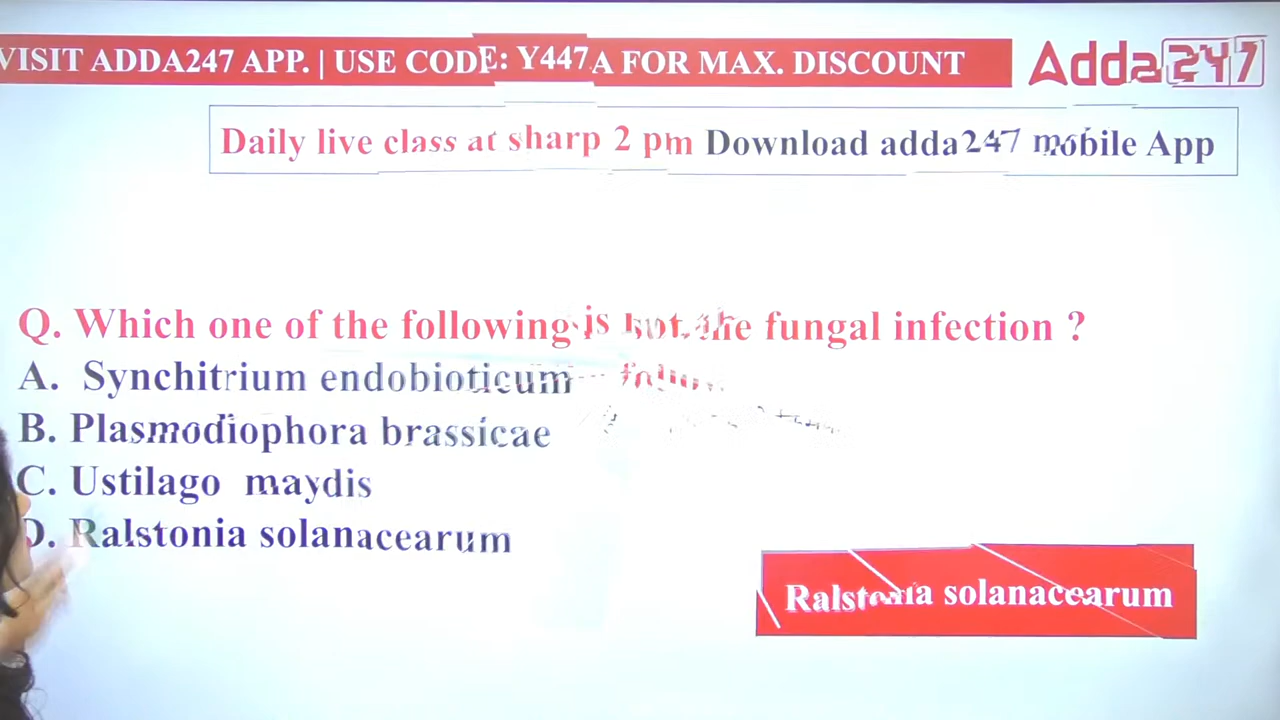 VISIT ADDA247 APP. | USE CODE: Y447A FOR MAX. DISCOUNT
Adda247
Daily live class at sharp 2 pm Download adda247 mobile App
Q. Which one of the following is not the fungal infection ?
A. Synchitrium endobioticum
B. Plasmodiophora brassicae
C. Ustilago maydis
D. Ralstonia solanacearum
Ralstonia solanacearum